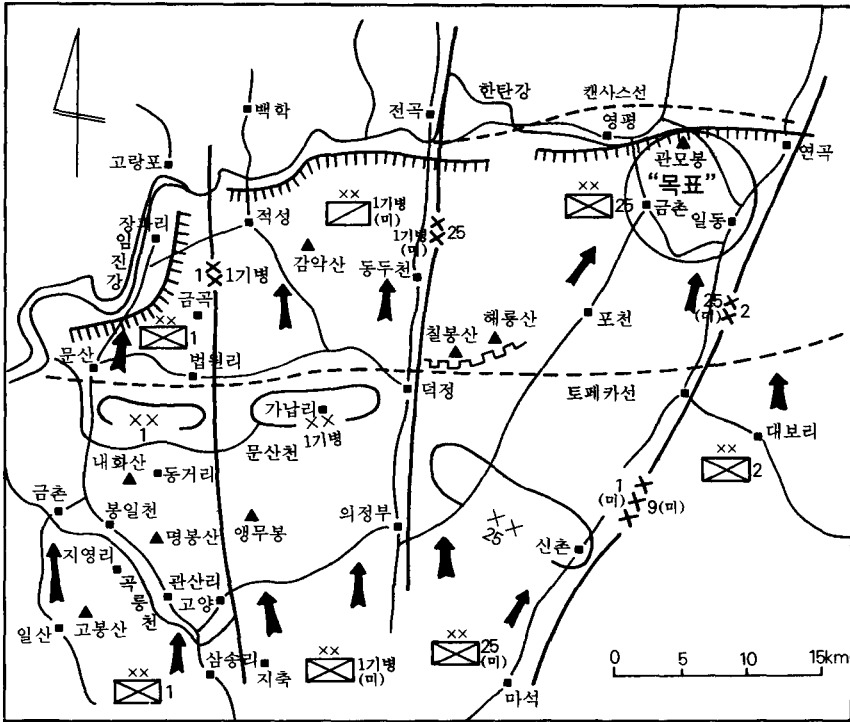 한탄강
캔사스선
백학
전곡
영평
연곡
고랑포
관모봉
“목표”
××
1기병
(미)
××
25
금촌
적성
장파리
임진강
1기병
(미)
25
일동
감악산
1
1기병
동두천
금곡
25
(미)
2
××
1
칠봉산
해룡산
포천
문산
법원리
덕정
토페카선
가납리
××
1
××
1기병
문산천
대보리
××
2
내화산
동거리
1
(미)
9(미)
금촌
봉일천
앵무봉
의정부
××
25
신촌
명봉산
지영리
곡릉천
관산리
고양
고봉산
일산
삼송리
지축
××
1
××
1기병
(미)
××
25
(미)
마석
0 5 10 15km